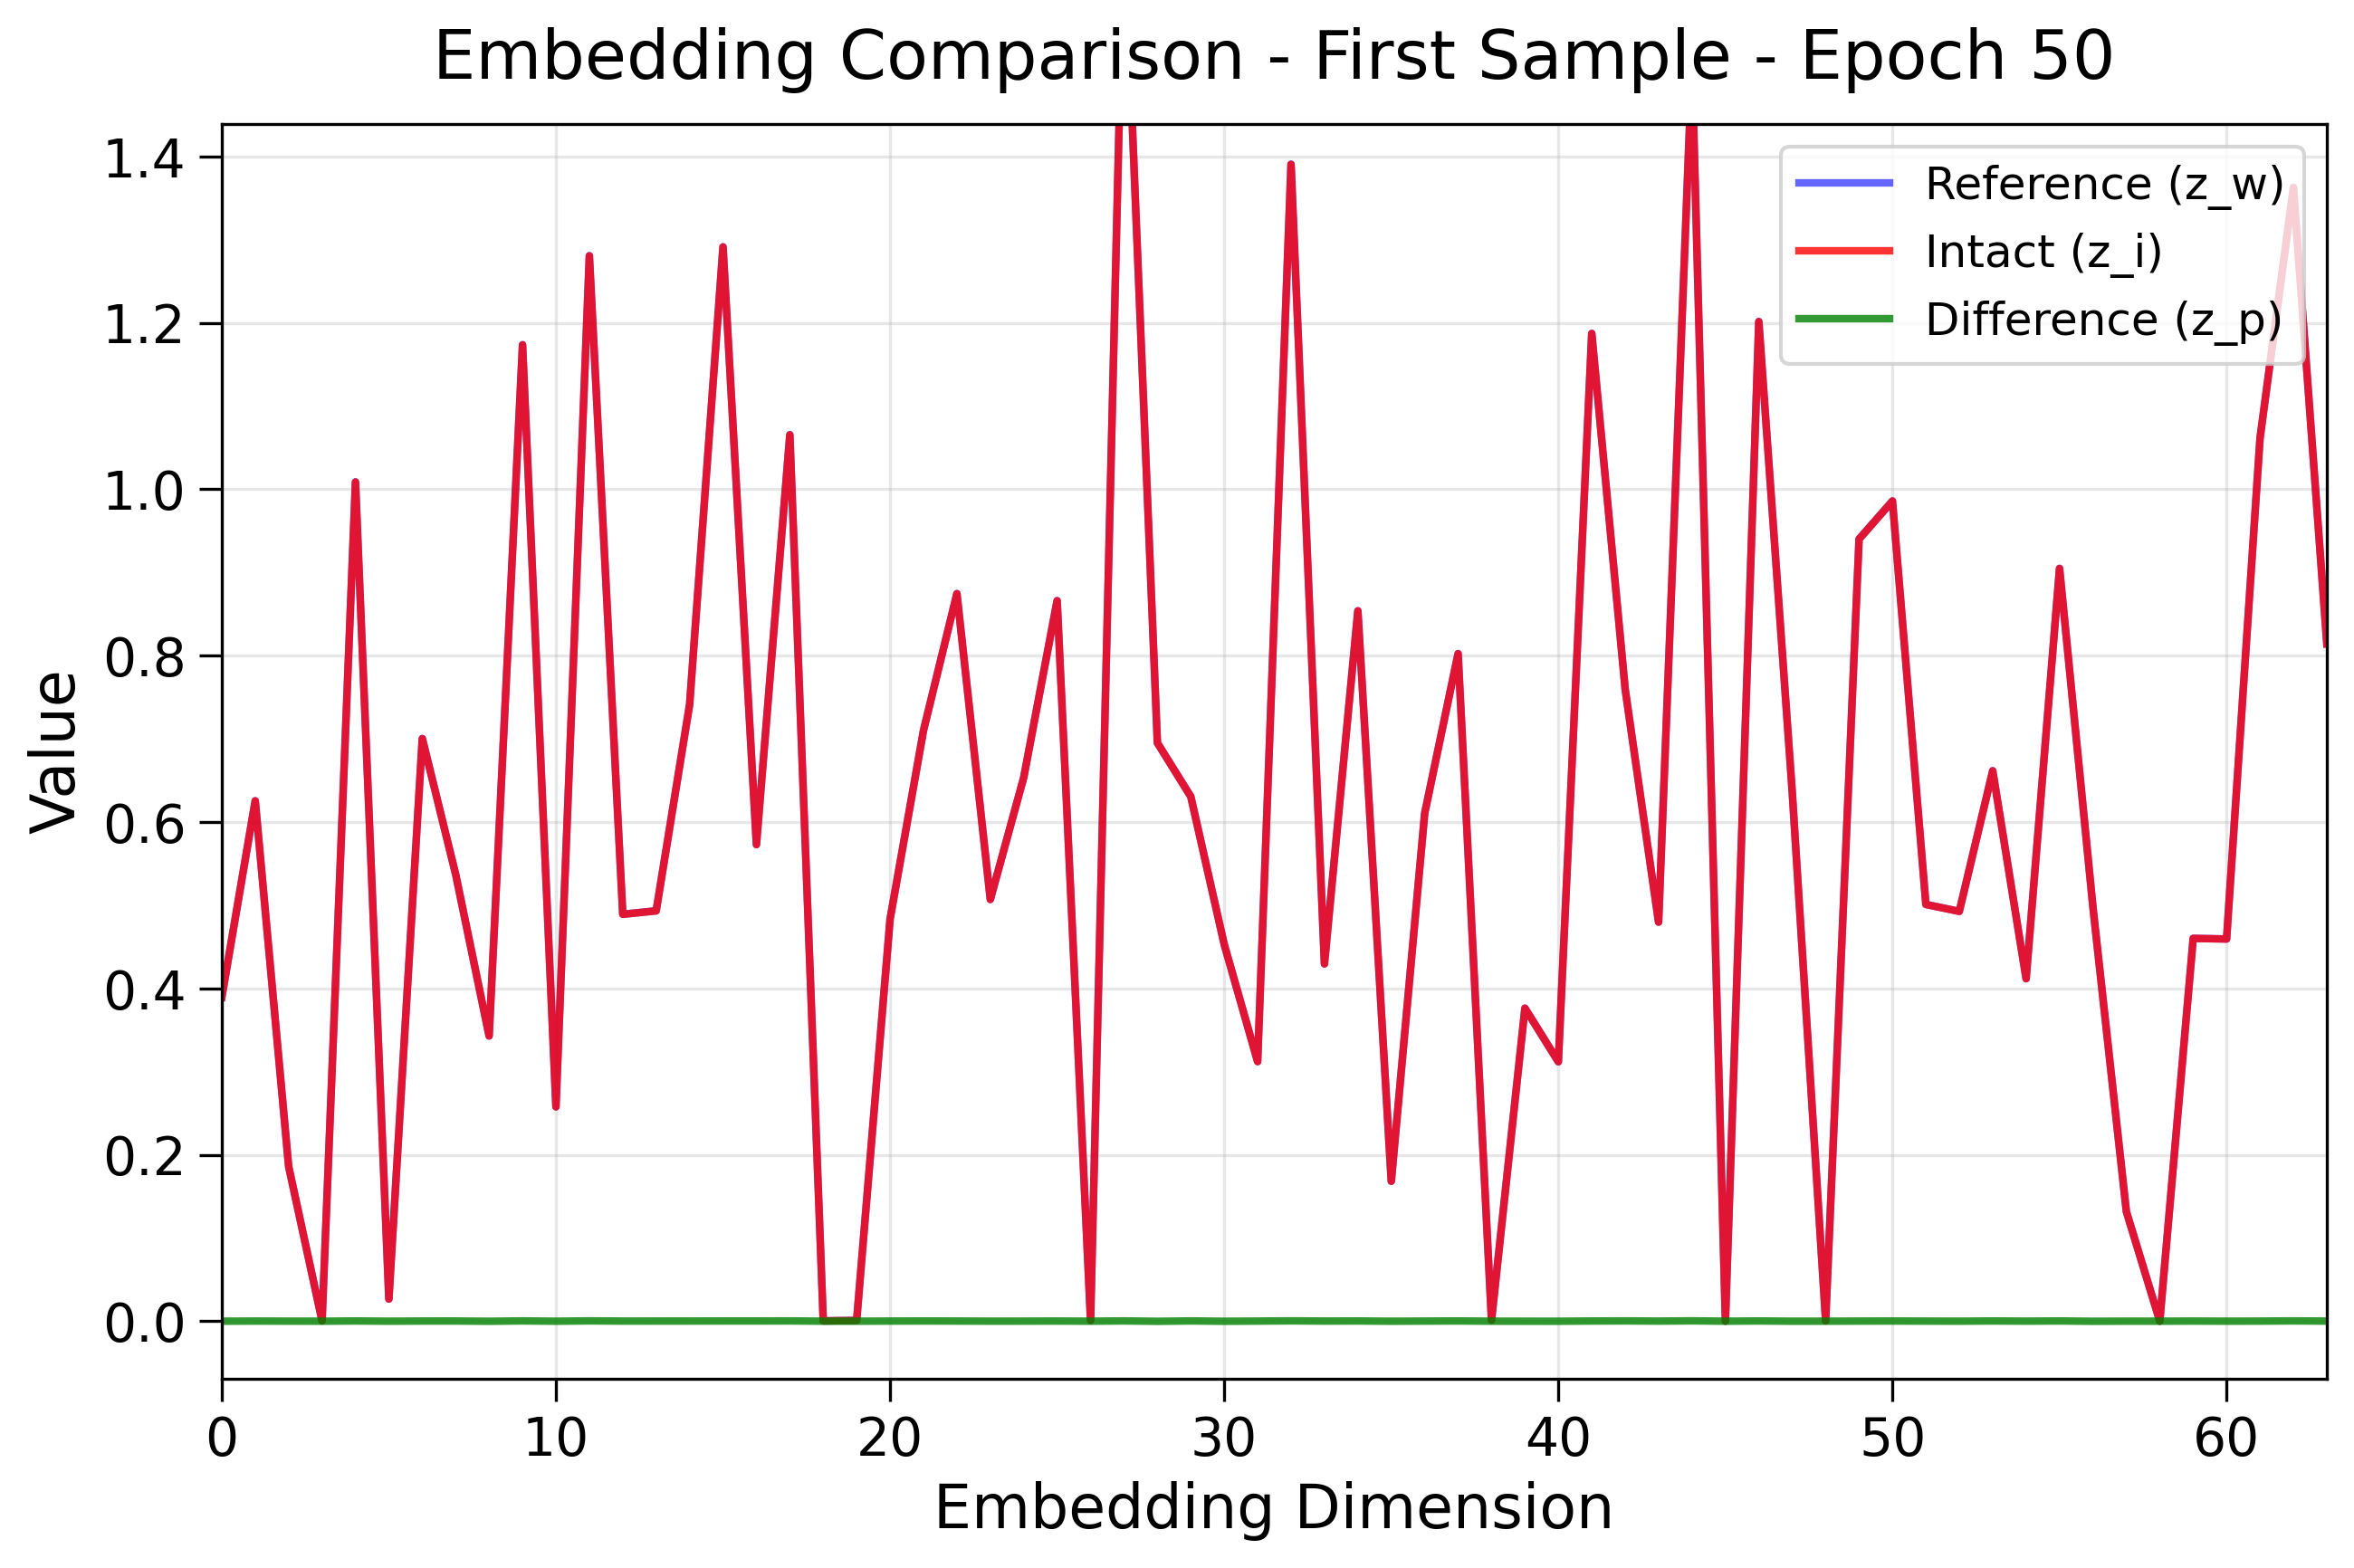 Embedding Comparison - First Sample - Epoch 50
Reference (z_w)
Intact (z_i)
Difference (z_p)
Value
1.4
1.2
1.0
0.8
0.6
0.4
0.2
0.0
0 10 20 30 40 50 60
Embedding Dimension